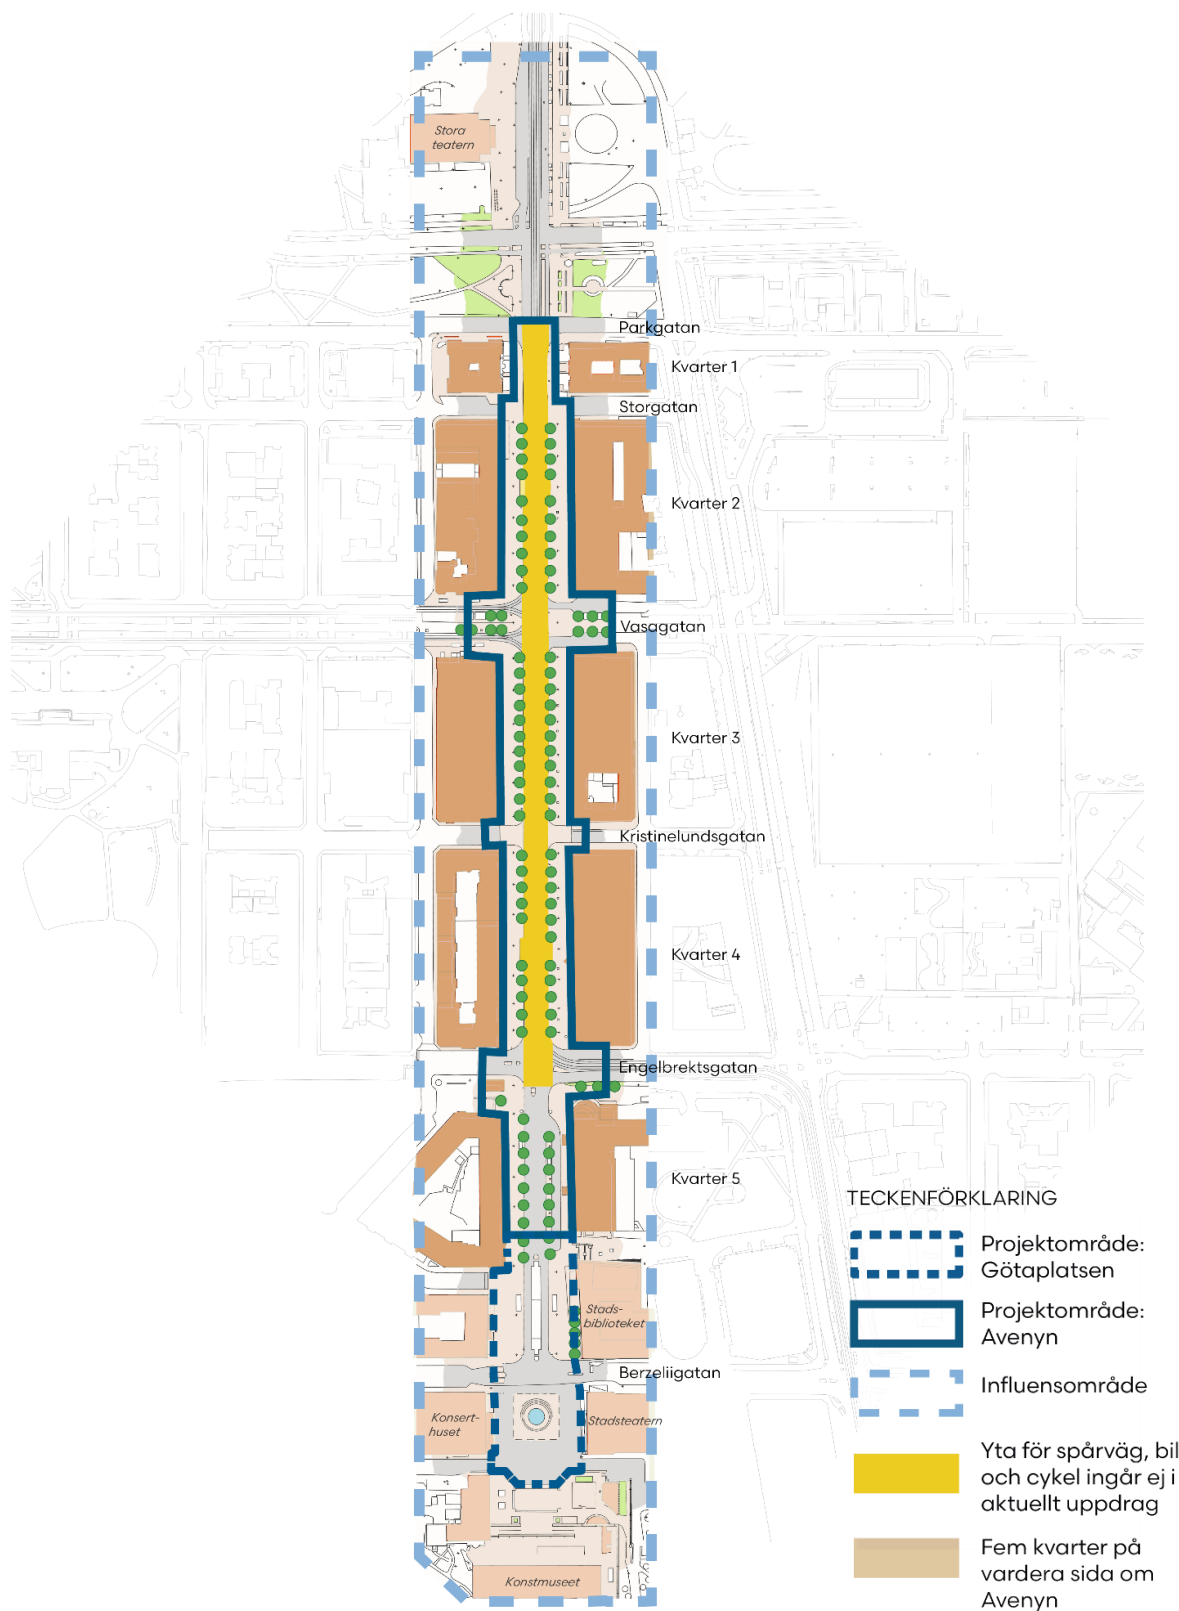 Stora
teatern
Parkgatan
Kvarter 1
Storgatan
Kvarter 2
Vasagatan
Kvarter 3
Kristinelundsgatan
Kvarter 4
Engelbrektsgatan
Kvarter 5
Stads-
biblioteket
Berzeliigatan
Konsert-
huset
Stadsteatern
Konstmuseet
TECKENFÖRKLARING
Projektområde:
Götaplatsen
Projektområde:
Avenyn
Influensområde
Yta för spårväg, bil
och cykel ingår ej i
aktuellt uppdrag
Fem kvarter på
vardera sida om
Avenyn